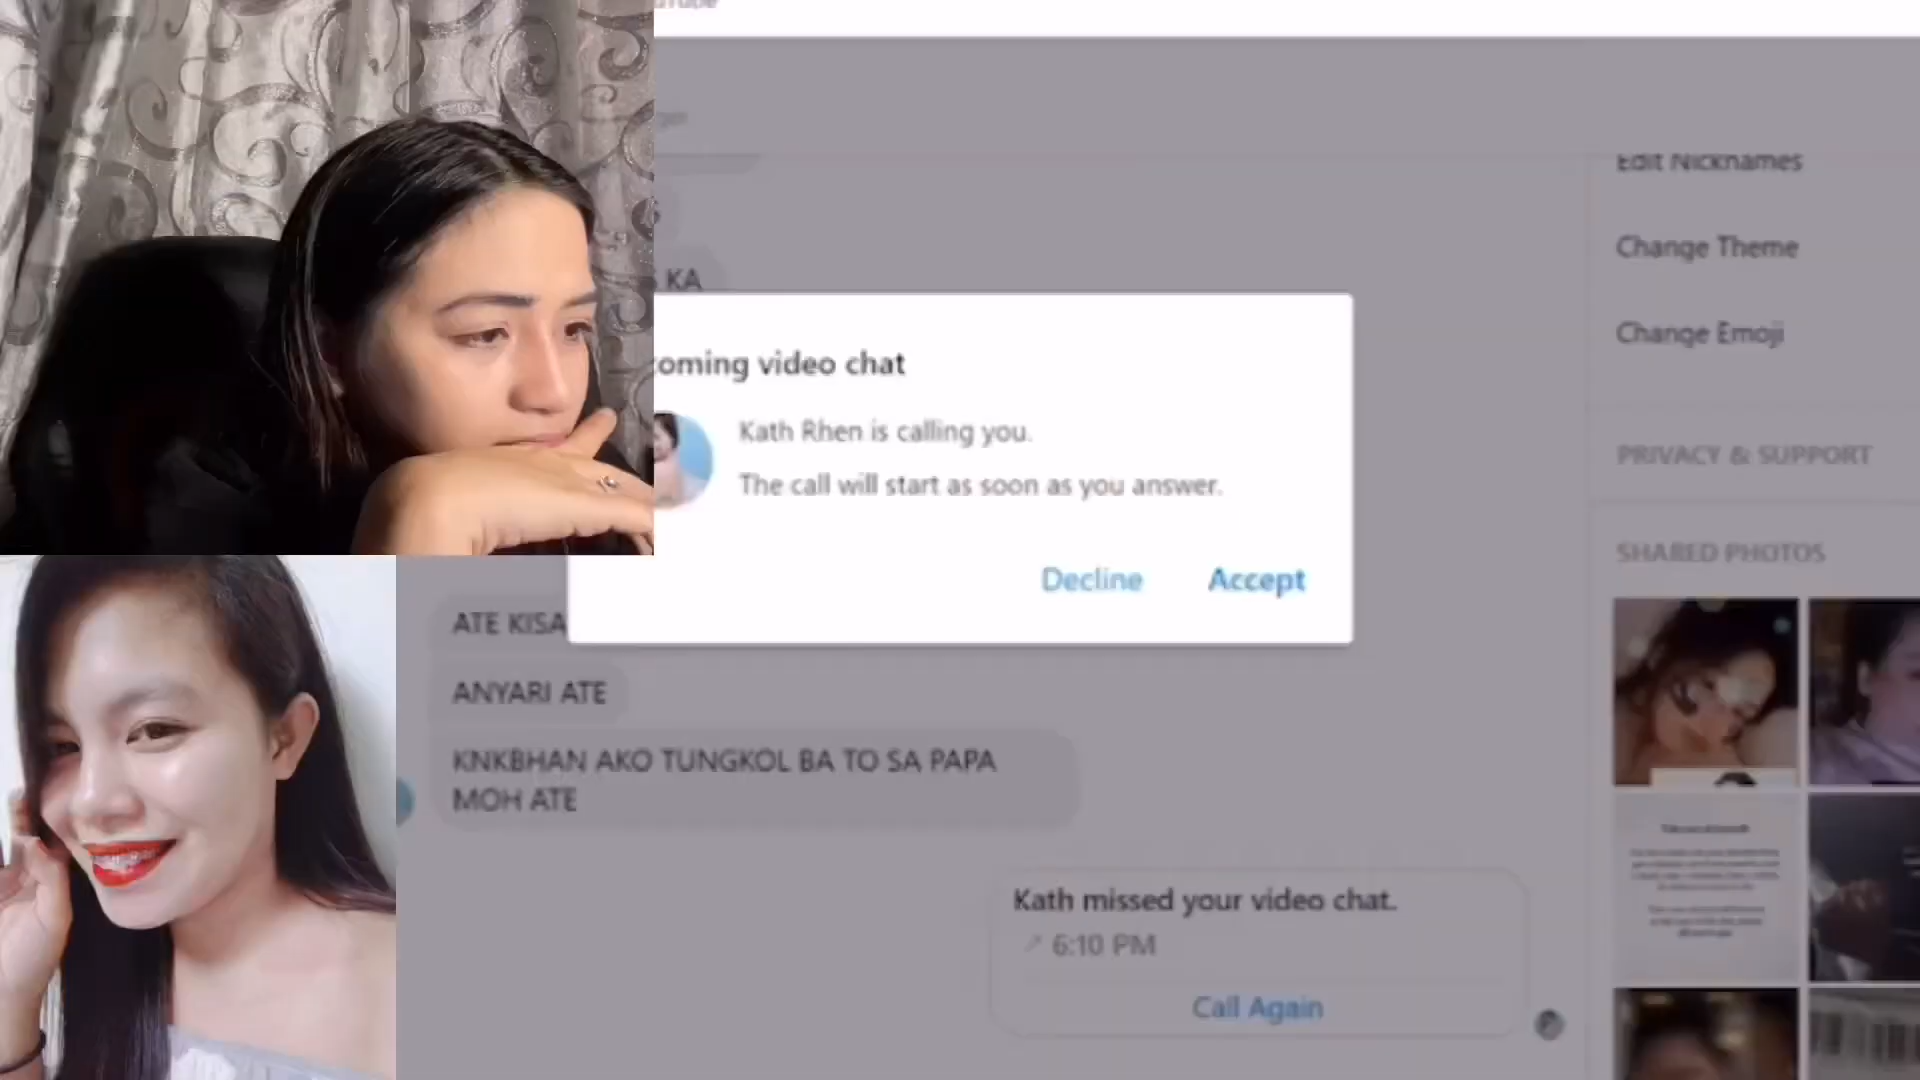 Edit Nicknames
KA
Change Theme
Change Emoji
coming video chat
Kath Rhen is calling you.
PRIVACY & SUPPORT
The call will start as soon as you answer.
SHARED PHOTOS
Decline
Accept
ATE KISA
ANYARI ATE
KNKBHAN AKO TUNGKOL BA TO SA PAPA
MOH ATE
Kath missed your video chat.
6:10 PM
Call Again